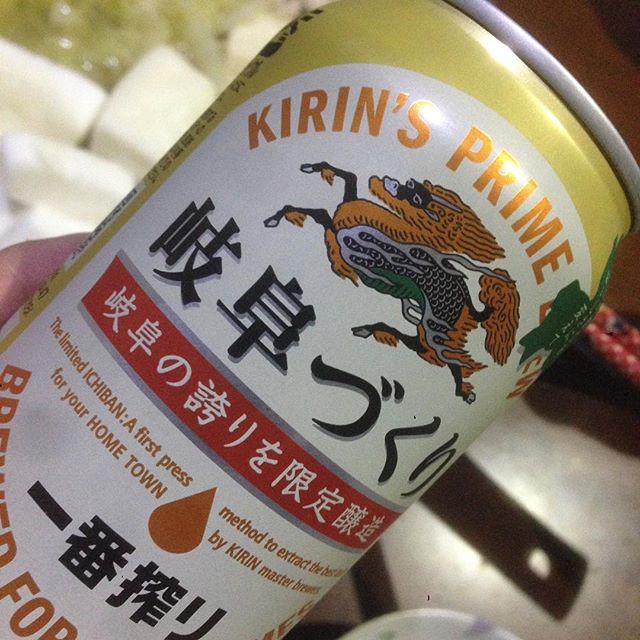 KIRIN'S PRIME
岐阜づくり
岐阜の誇りを限定醸造
The limited ICHIBAN: A first press
for your HOME TOWN
method to extract the best
by KIRIN master brewers.
一番搾り
BREWED FOR